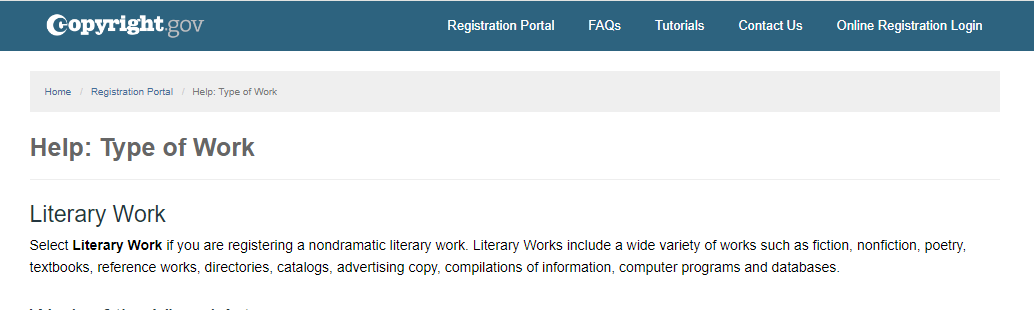 Copyright.gov
Registration Portal FAQs Tutorials Contact Us Online Registration Login
Home / Registration Portal / Help: Type of Work
Help: Type of Work
Literary Work
Select Literary Work if you are registering a nondramatic literary work. Literary Works include a wide variety of works such as fiction, nonfiction, poetry,
textbooks, reference works, directories, catalogs, advertising copy, compilations of information, computer programs and databases.